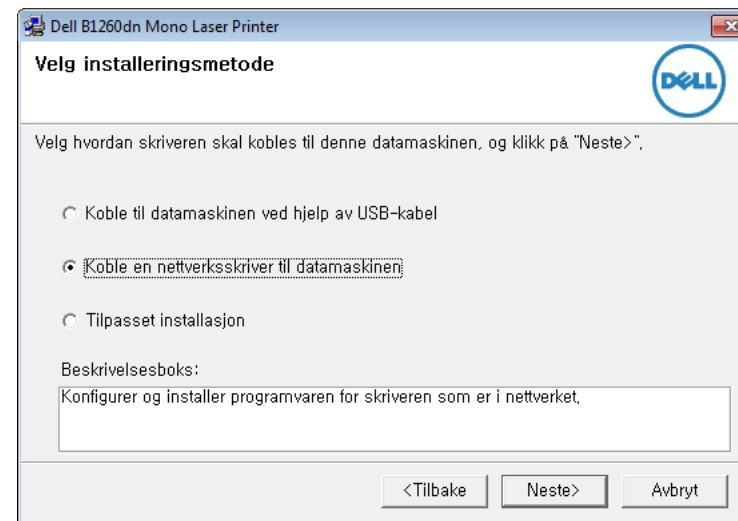 Dell B1260dn Mono Laser Printer
Velg installeringsmetode
DELL
Velg hvordan skriveren skal kobles til denne datamaskinen, og klikk på "Neste>".
Koble til datamaskinen ved hjelp av USB-kabel
Koble en nettverksskriver til datamaskinen
Tilpasset installasjon
Beskrivelsesboks:
Konfigurer og installer programvaren for skriveren som er i nettverket.
<Tilbake Neste> Avbryt